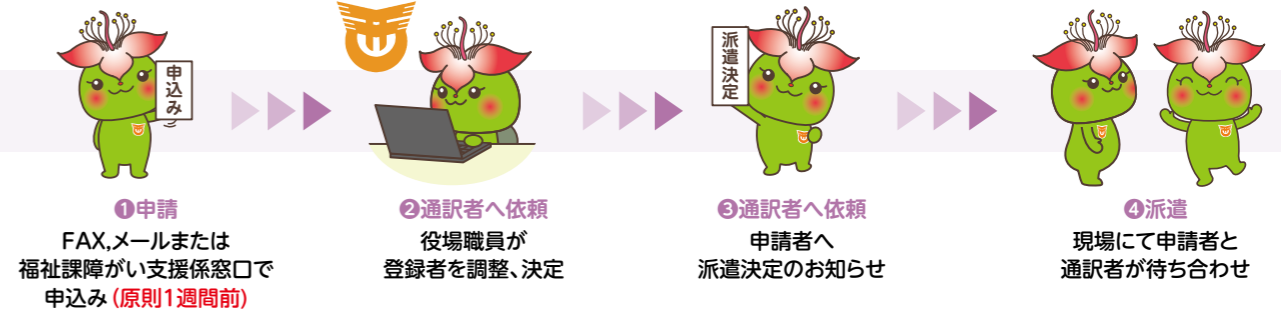 申込み
派遣決定
❶申請
FAX,メールまたは
福祉課障がい支援係窓口で
申込み(原則1週間前)
❷通訳者へ依頼
役場職員が
登録者を調整、決定
❸通訳者へ依頼
申請者へ
派遣決定のお知らせ
❹派遣
現場にて申請者と
通訳者が待ち合わせ